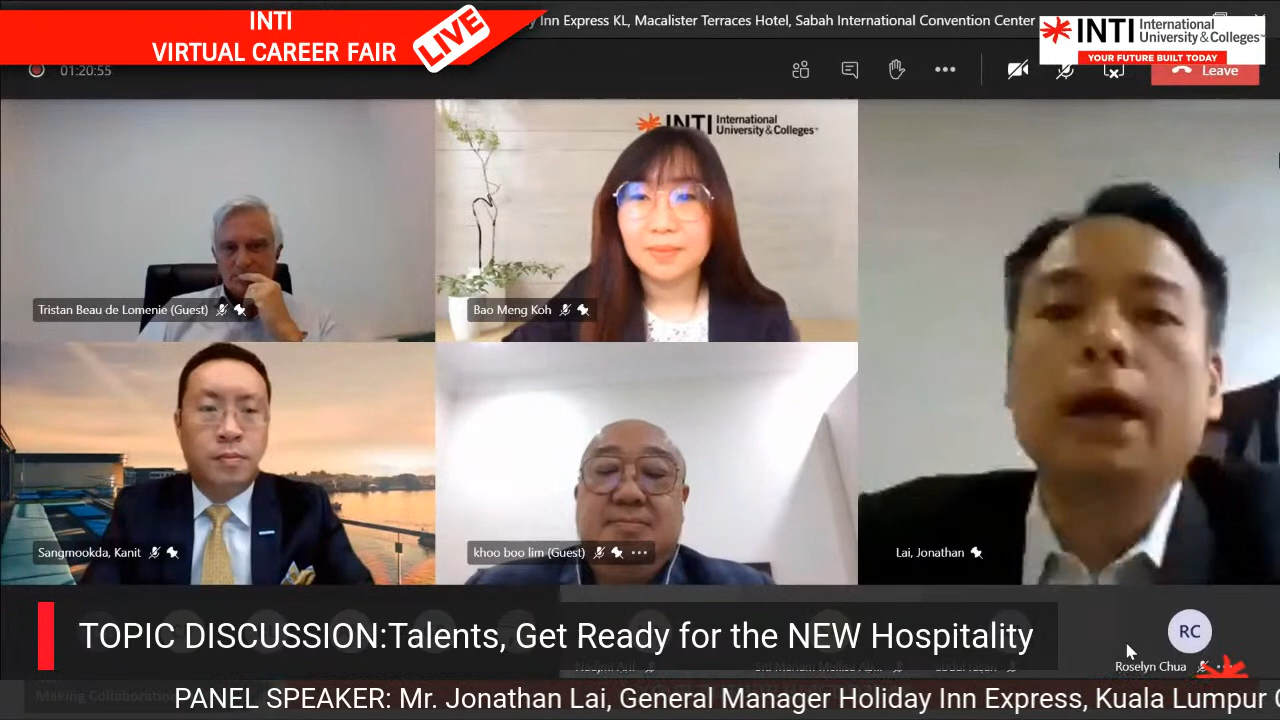 INTI
VIRTUAL CAREER FAIR
LIVE
Inn Express KL, Macalister Terraces Hotel, Sabah International Convention Center
INTI International University & Colleges
YOUR FUTURE BUILT TODAY
01:20:55
Leave
INTI International University & Colleges
Tristan Beau de Lomenie (Guest)
Bao Meng Koh
Sangmookda, Kanit
khoo boo lim (Guest)
Lai, Jonathan
TOPIC DISCUSSION:Talents, Get Ready for the NEW Hospitality
RC
Roselyn Chua
Making Collaboration
PANEL SPEAKER: Mr. Jonathan Lai, General Manager Holiday Inn Express, Kuala Lumpur